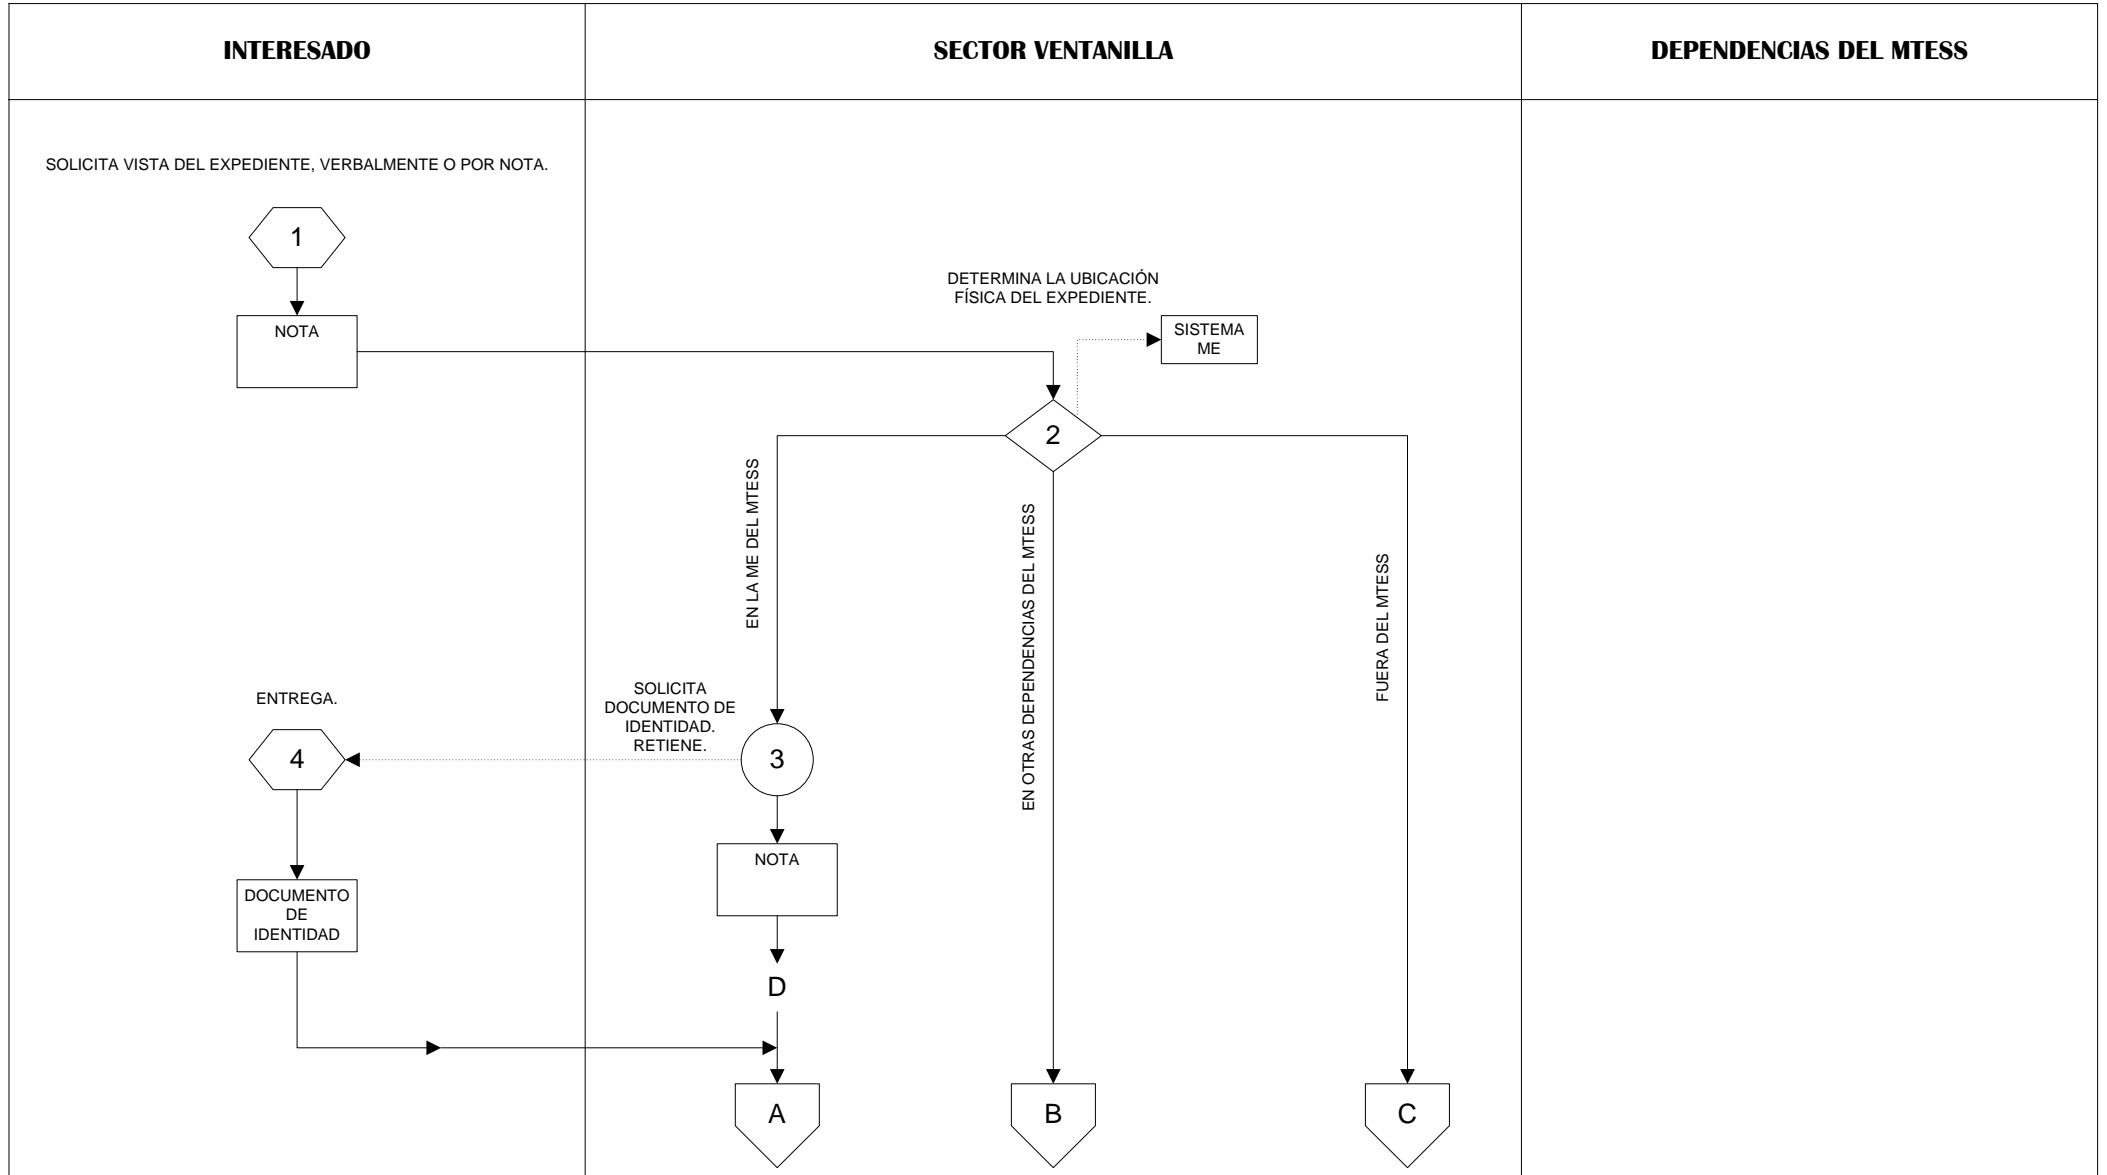 INTERESADO
SECTOR VENTANILLA
DEPENDENCIAS DEL MTESS
SOLICITA VISTA DEL EXPEDIENTE, VERBALMENTE O POR NOTA.
1
NOTA
DETERMINA LA UBICACIÓN
FÍSICA DEL EXPEDIENTE.
SISTEMA
ME
2
EN LA ME DEL MTESS
EN OTRAS DEPENDENCIAS DEL MTESS
FUERA DEL MTESS
SOLICITA
DOCUMENTO DE
IDENTIDAD.
RETIENE.
3
ENTREGA.
4
NOTA
DOCUMENTO
DE
IDENTIDAD
D
A
B
C